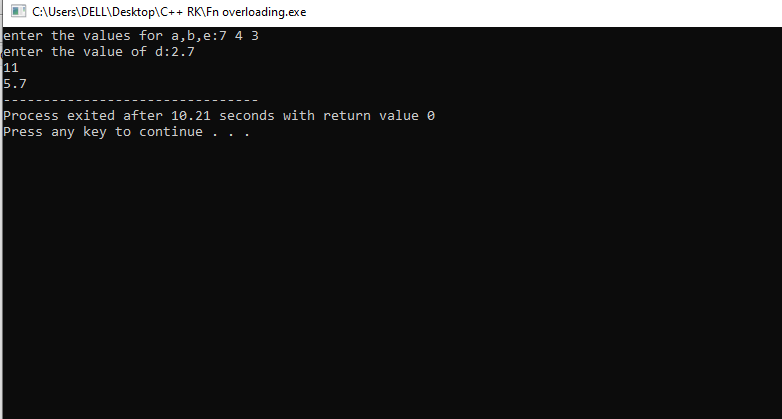 C:\Users\DELL\Desktop\C++ RK\Fn overloading.exe
enter the values for a,b,e:7 4 3
enter the value of d:2.7
11
5.7
--------------------------------
Process exited after 10.21 seconds with return value 0
Press any key to continue . . .